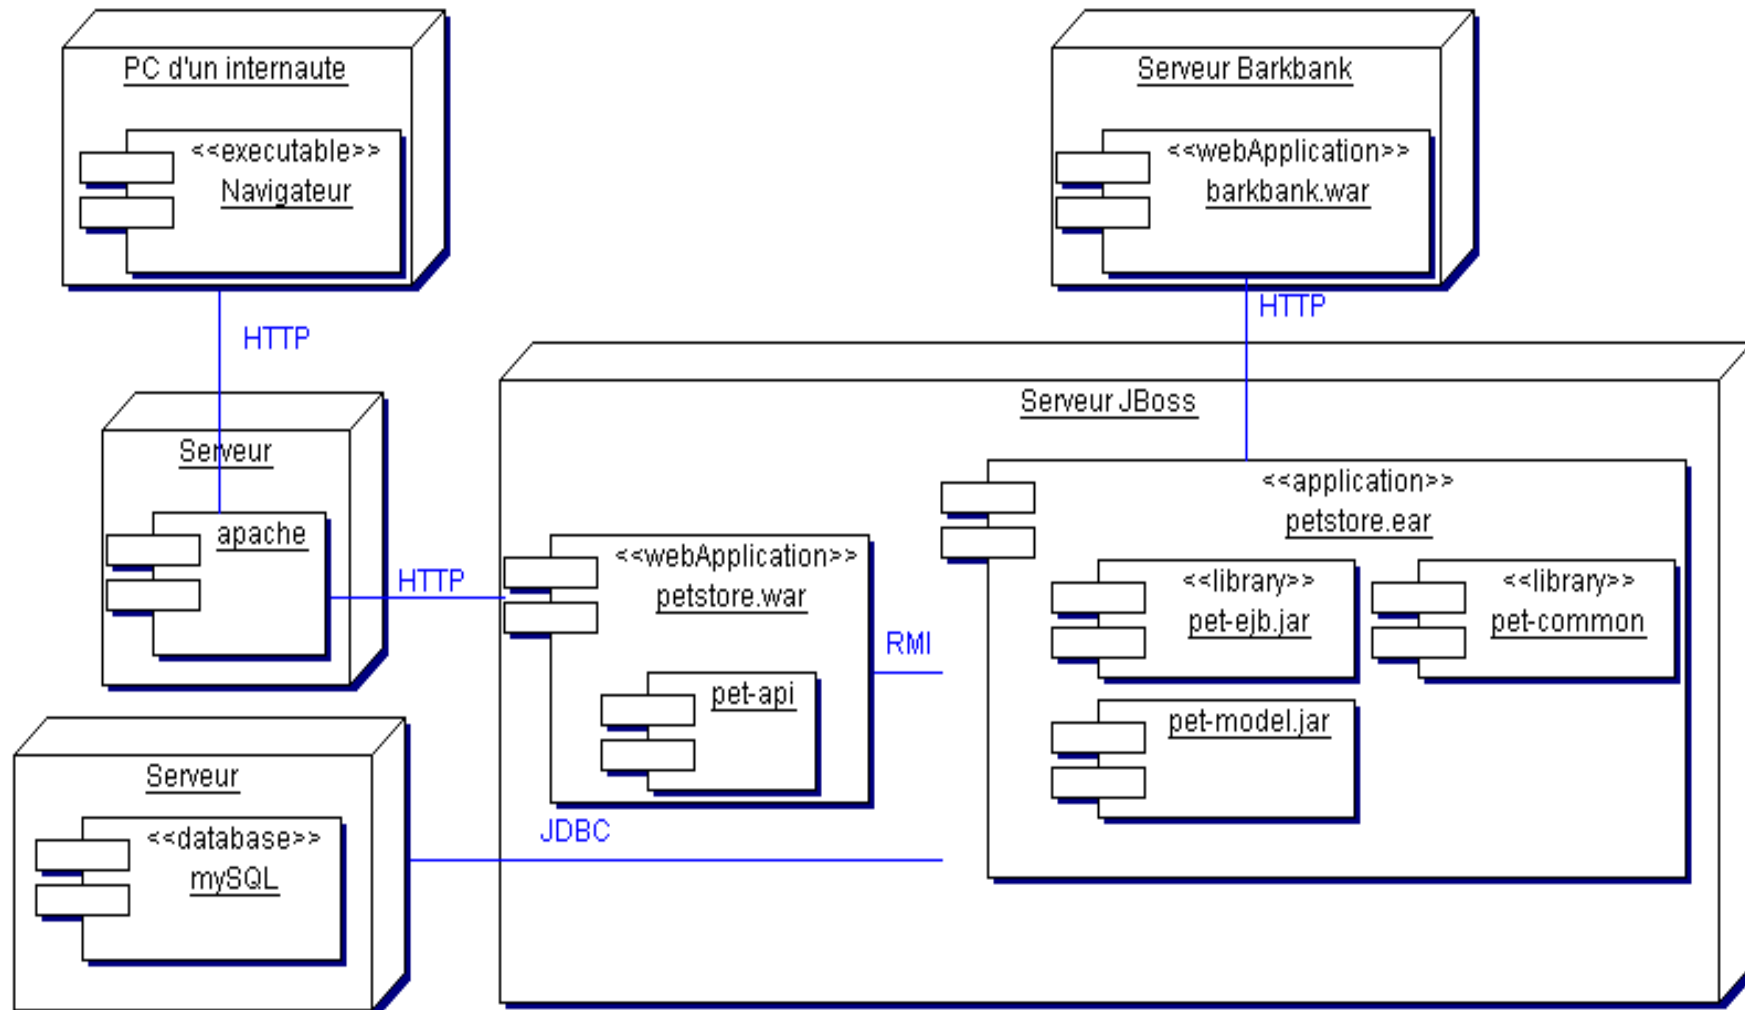 PC d'un internaute
<<executable>>
Navigateur
Serveur Barkbank
<<webApplication>>
barkbank.war
HTTP
HTTP
Serveur JBoss
Serveur
apache
HTTP
<<webApplication>>
petstore.war
pet-api
RMI
<<application>>
petstore.ear
<<library>>
pet-ejb.jar
<<library>>
pet-common
pet-model.jar
Serveur
<<database>>
mySQL
JDBC